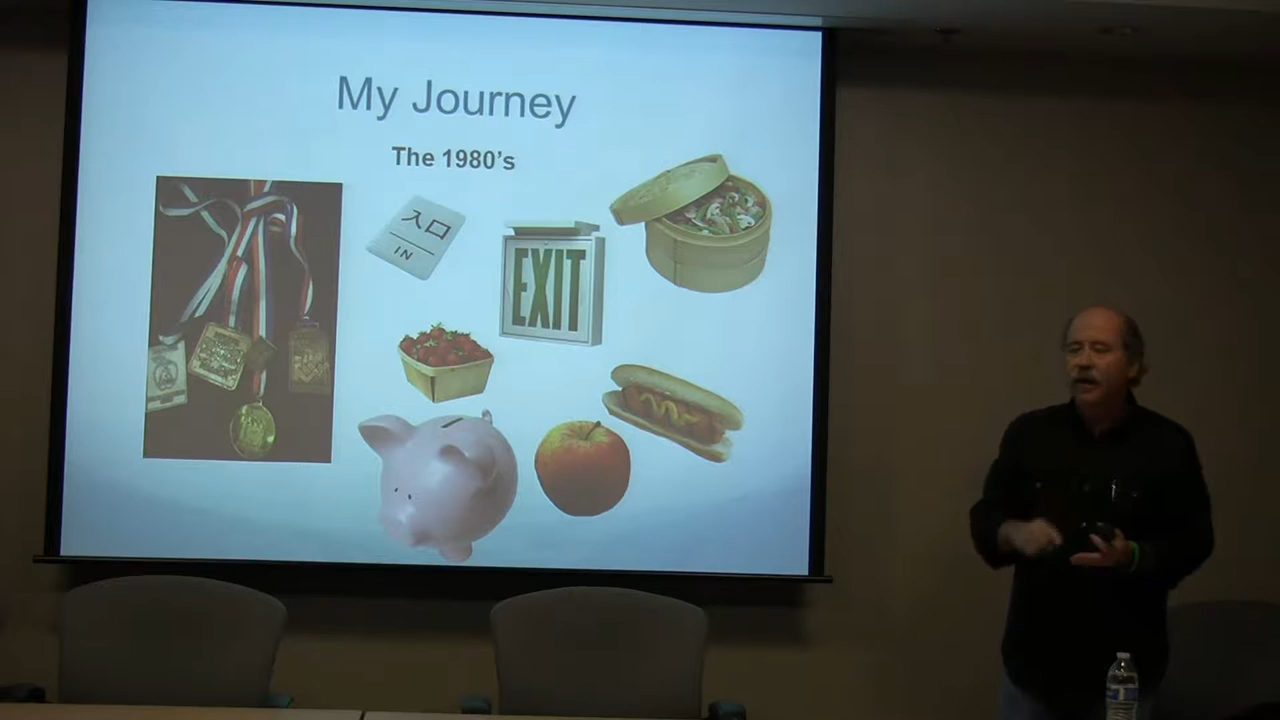 My Journey
The 1980's
入口
IN
EXIT